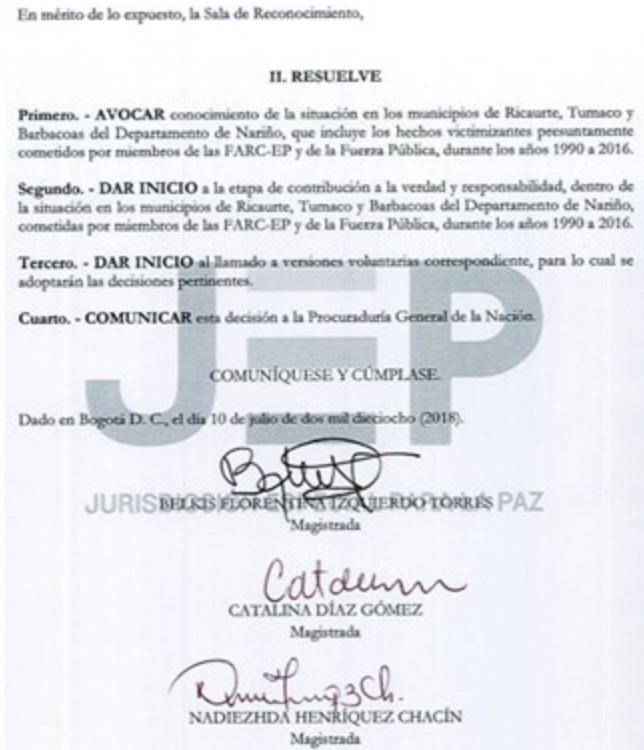 En mérito de lo expuesto, la Sala de Reconocimiento,
II. RESUELVE
Primero. - AVOCAR conocimiento de la situación en los municipios de Ricaurte, Tumaco y
Barbacoas del Departamento de Nariño, que incluye los hechos victimizantes presuntamente
cometidos por miembros de las FARC-EP y de la Fuerza Pública, durante los años 1990 a 2016.
Segundo. - DAR INICIO a la etapa de contribución a la verdad y responsabilidad, dentro de
la situación en los municipios de Ricaurte, Tumaco y Barbacoas del Departamento de Nariño,
cometidas por miembros de las FARC-EP y de la Fuerza Pública, durante los años 1990 a 2016.
Tercero. - DAR INICIO al llamado a versiones voluntarias correspondiente, para lo cual se
adoptarán las decisiones pertinentes.
Cuarto. - COMUNICAR esta decisión a la Procuraduría General de la Nación.
JEP
COMUNÍQUESE Y CÚMPLASE.
Dado en Bogotá D. C., el día 10 de julio de dos mil dieciocho (2018).
BELKIS FLORENTINA IZQUIERDO TORRES
JURISDICCIÓN ESPECIAL PARA LA PAZ
Magistrada
CATALINA DÍAZ GÓMEZ
Magistrada
NADIEZHDA HENRÍQUEZ CHACÍN
Magistrada